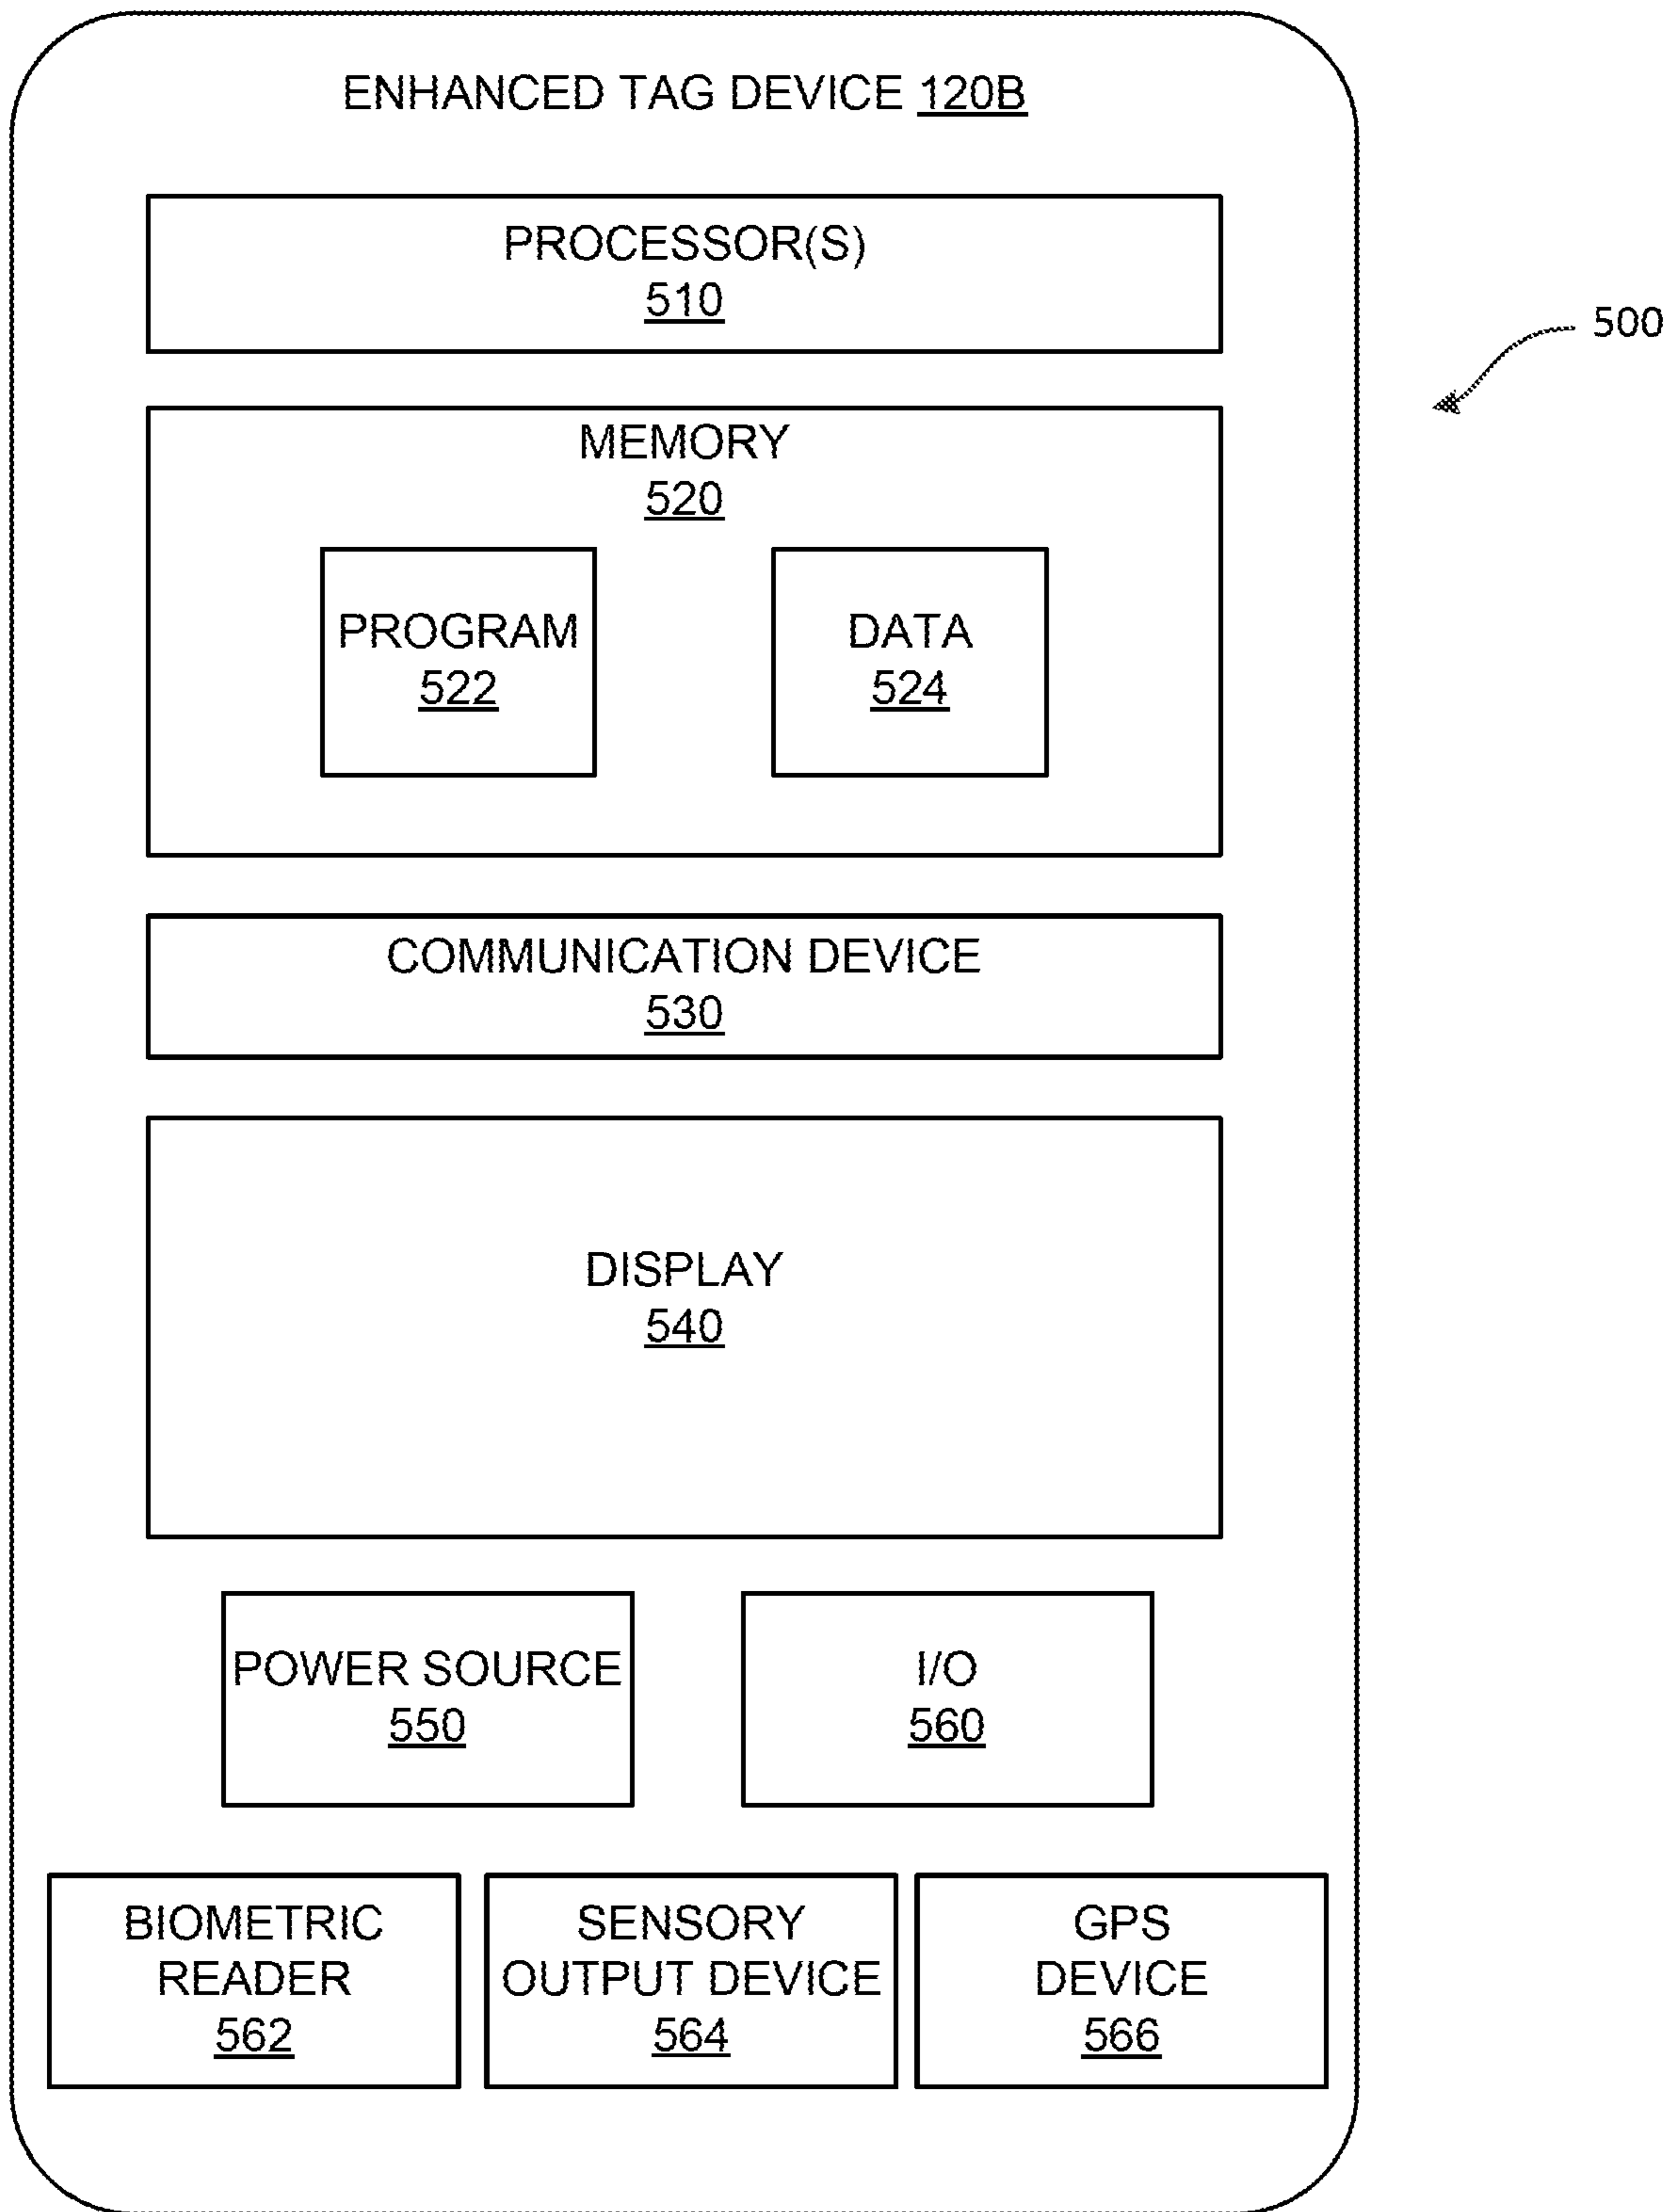 ENHANCED TAG DEVICE 120B
PROCESSOR(S)
510
500
MEMORY
520
PROGRAM
522
DATA
524
COMMUNICATION DEVICE
530
DISPLAY
540
POWER SOURCE
550
I/O
560
BIOMETRIC
READER
562
SENSORY
OUTPUT DEVICE
564
GPS
DEVICE
566